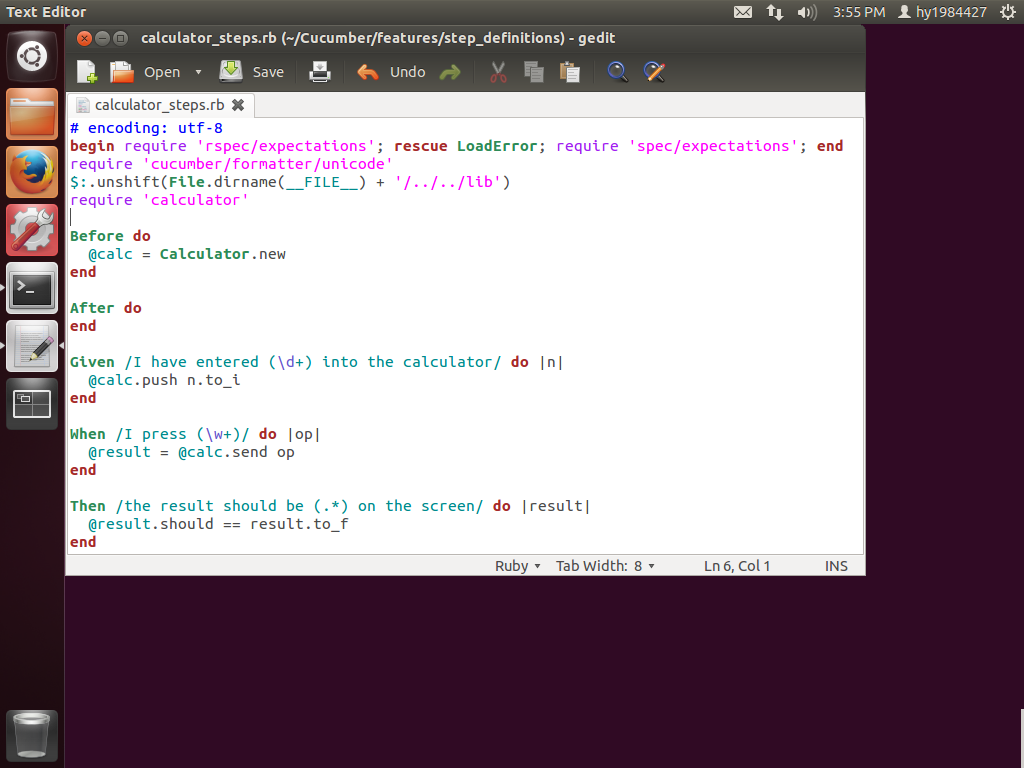 Text Editor
3:55 PM hy1984427
calculator_steps.rb (~/Cucumber/features/step_definitions) - gedit
Open Save Undo
calculator_steps.rb
# encoding: utf-8
begin require 'rspec/expectations'; rescue LoadError; require 'spec/expectations'; end
require 'cucumber/formatter/unicode'
$:.unshift(File.dirname(__FILE__) + '/../../lib')
require 'calculator'
Before do
  @calc = Calculator.new
end
After do
end
Given /I have entered (\d+) into the calculator/ do |n|
  @calc.push n.to_i
end
When /I press (\w+)/ do |op|
  @result = @calc.send op
end
Then /the result should be (.*) on the screen/ do |result|
  @result.should == result.to_f
end
Ruby Tab Width: 8 Ln 6, Col 1 INS